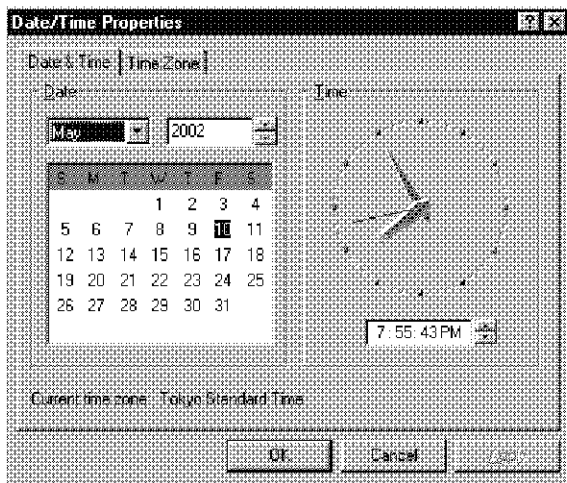 Date/Time Properties
Date & Time Time Zone
Date
Time
May 2002
S M T W T F S
1 2 3 4
5 6 7 8 9 10 11
12 13 14 15 16 17 18
19 20 21 22 23 24 25
26 27 28 29 30 31
7:55:43 PM
Current time zone Tokyo Standard Time
OK Cancel Apply